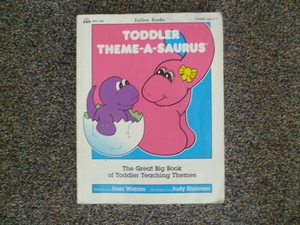 Totline Books
TODDLER
THEME-A-SAURUS
The Great Big Book
of Toddler Teaching Themes
Jean Warren
Judy Shimono